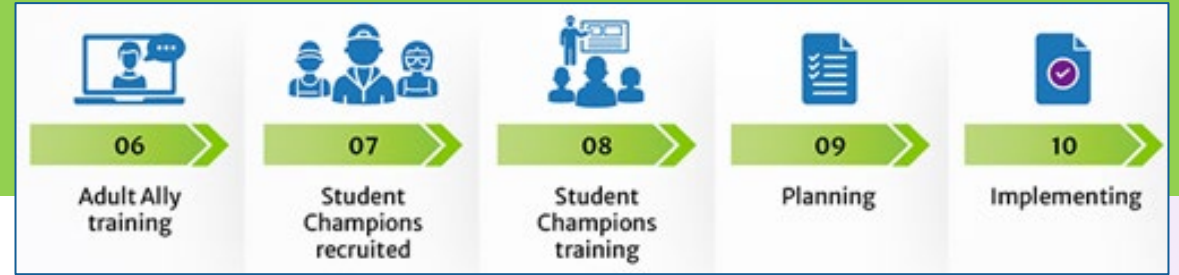 06
07
08
09
10
Adult Ally
training
Student
Champions
recruited
Student
Champions
training
Planning
Implementing